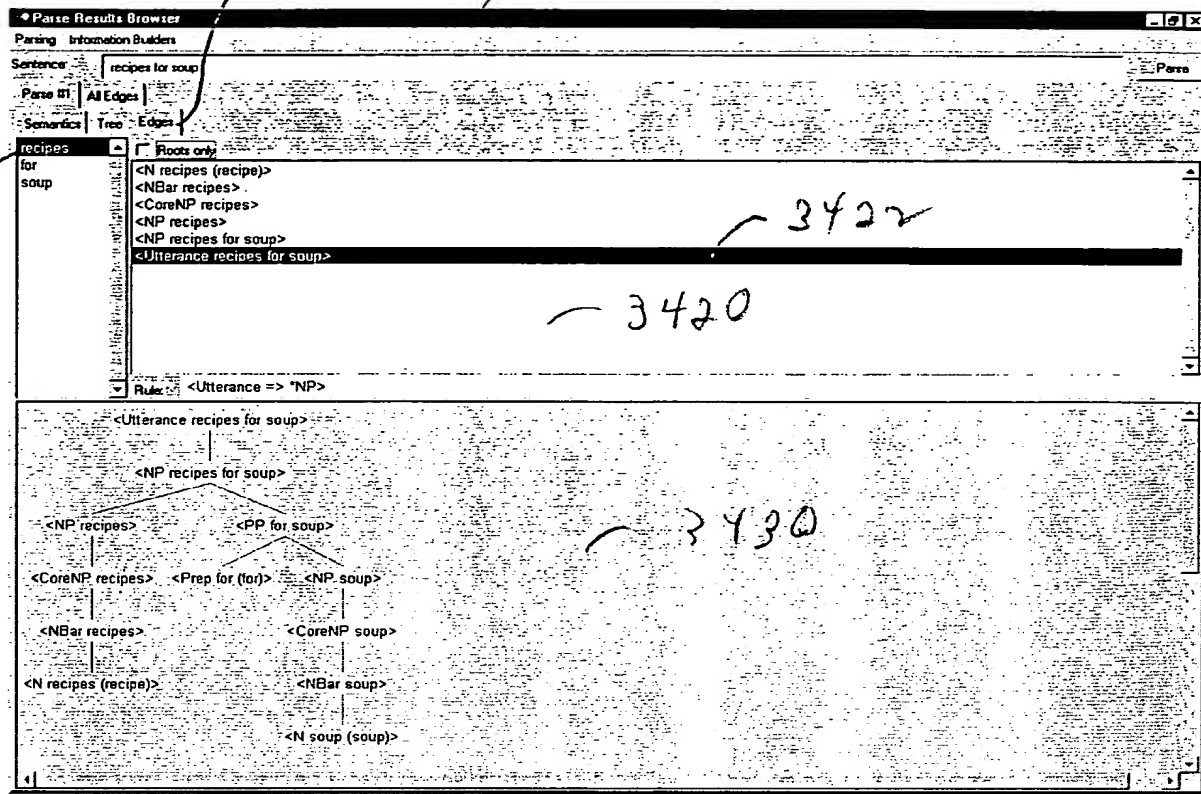 Parse Results Browser
Parsing Information Builders
Sentence: recipes for soup Parse
Parse #1 All Edges
Semantics Tree Edges
recipes
for
soup
Roots only
<N recipes (recipe)>
<NBar recipes>
<CoreNP recipes>
<NP recipes>
<NP recipes for soup>
<Utterance recipes for soup>
3422
3420
Rule: <Utterance => *NP>
<Utterance recipes for soup>
<NP recipes for soup>
<NP recipes> <PP for soup>
3430
<CoreNP recipes> <Prep for (for)> <NP soup>
<NBar recipes> <CoreNP soup>
<N recipes (recipe)> <NBar soup>
<N soup (soup)>